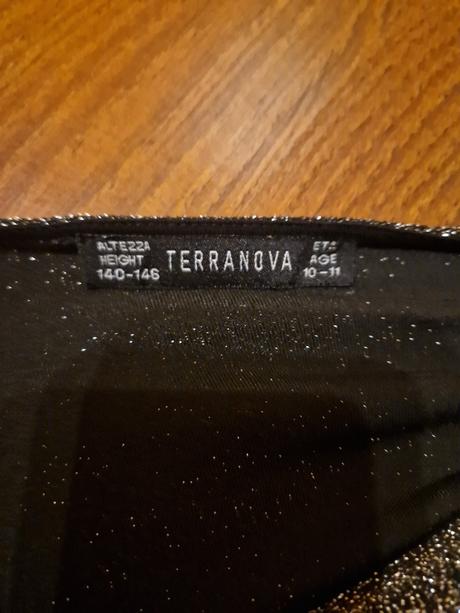 ALTEZZA
HEIGHT
140-146
TERRANOVA
ETÀ
AGE
10-11